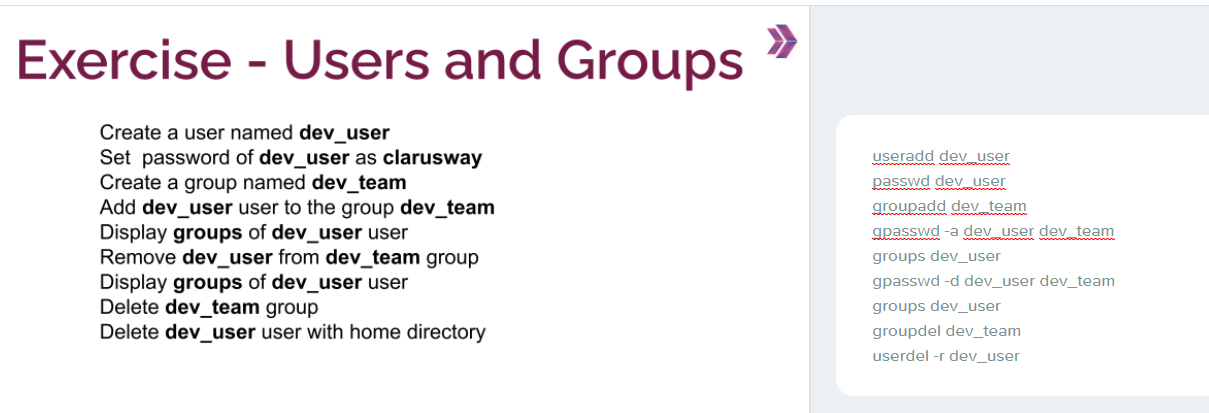 Exercise - Users and Groups
Create a user named dev_user
Set password of dev_user as clarusway
Create a group named dev_team
Add dev_user user to the group dev_team
Display groups of dev_user user
Remove dev_user from dev_team group
Display groups of dev_user user
Delete dev_team group
Delete dev_user user with home directory
useradd dev_user
passwd dev_user
groupadd dev_team
gpasswd -a dev_user dev_team
groups dev_user
gpasswd -d dev_user dev_team
groups dev_user
groupdel dev_team
userdel -r dev_user